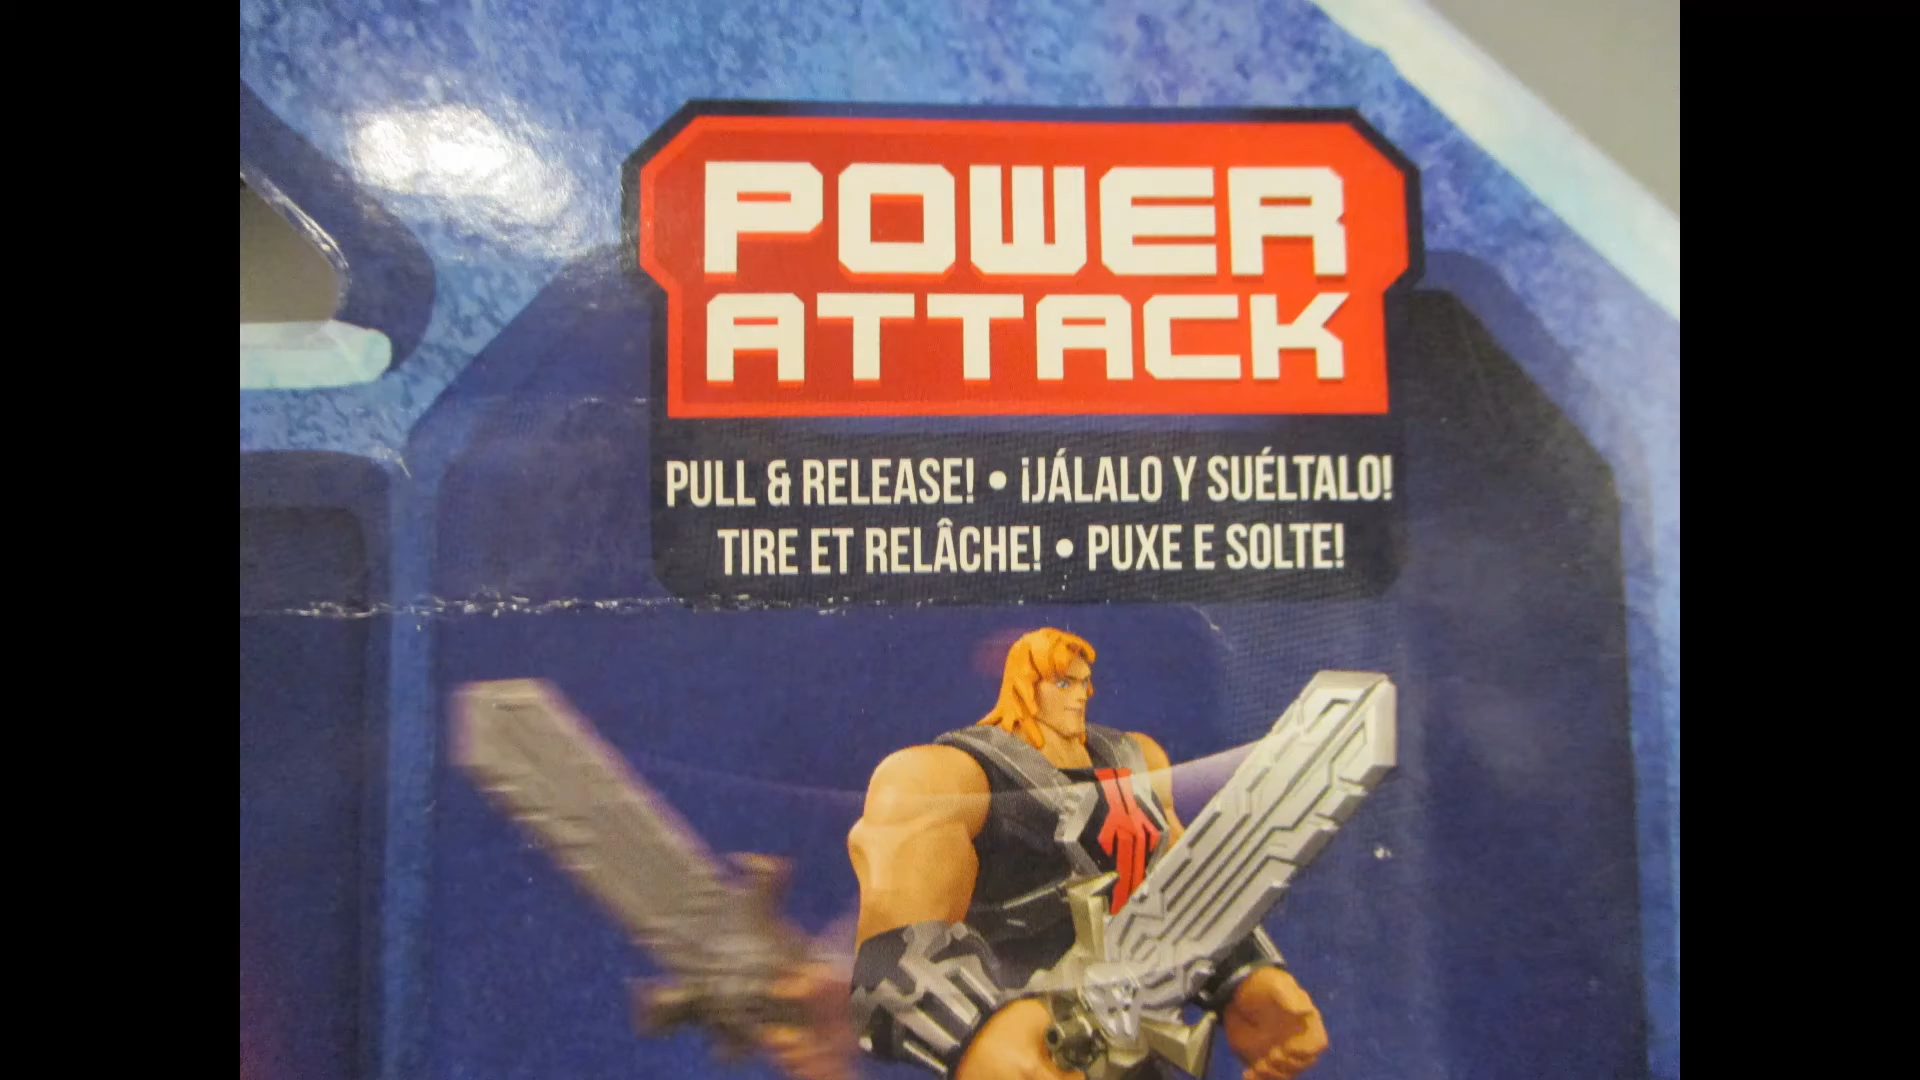 POWER
ATTACK
PULL & RELEASE! • ¡JÁLALO Y SUÉLTALO!
TIRE ET RELÂCHE! • PUXE E SOLTE!